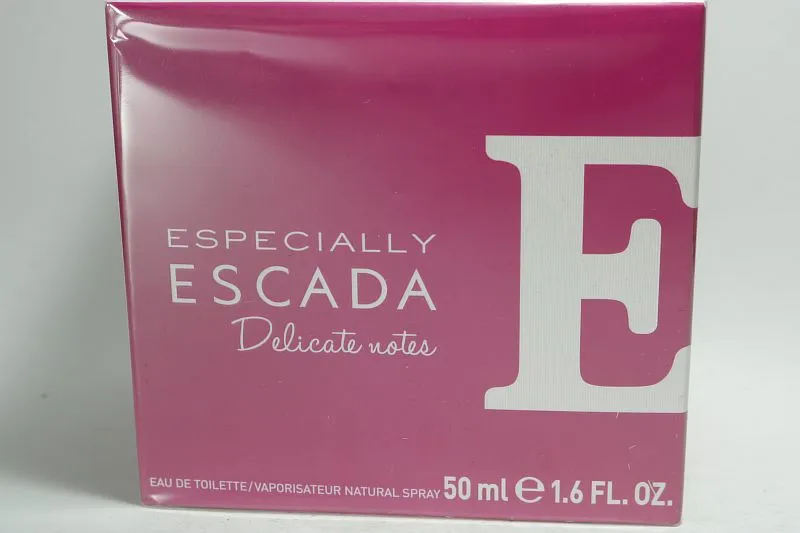 E
ESPECIALLY
ESCADA
Delicate notes
EAU DE TOILETTE/VAPORISATEUR NATURAL SPRAY 50 ml ℮ 1.6 FL. OZ.